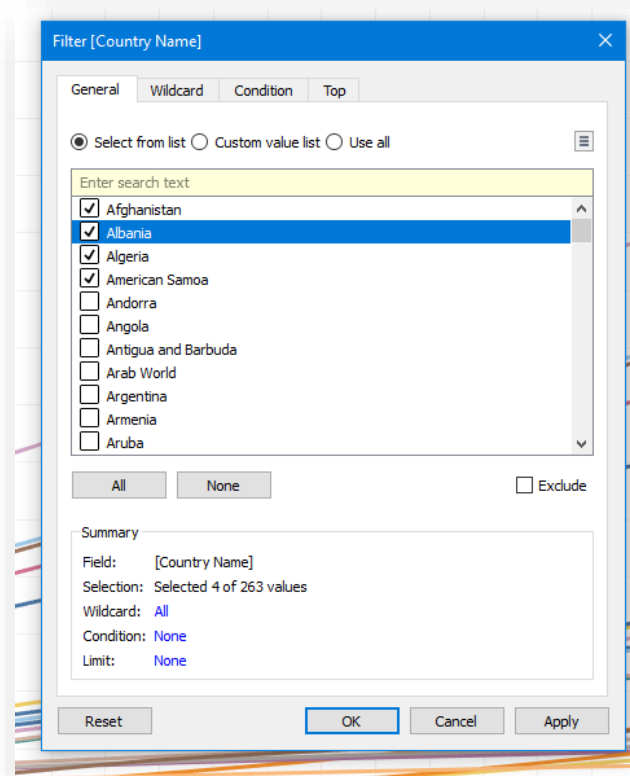 Filter [Country Name]
General Wildcard Condition Top
Select from list Custom value list Use all
Enter search text
Afghanistan
Albania
Algeria
American Samoa
Andorra
Angola
Antigua and Barbuda
Arab World
Argentina
Armenia
Aruba
All None Exclude
Summary
Field: [Country Name]
Selection: Selected 4 of 263 values
Wildcard: All
Condition: None
Limit: None
Reset OK Cancel Apply